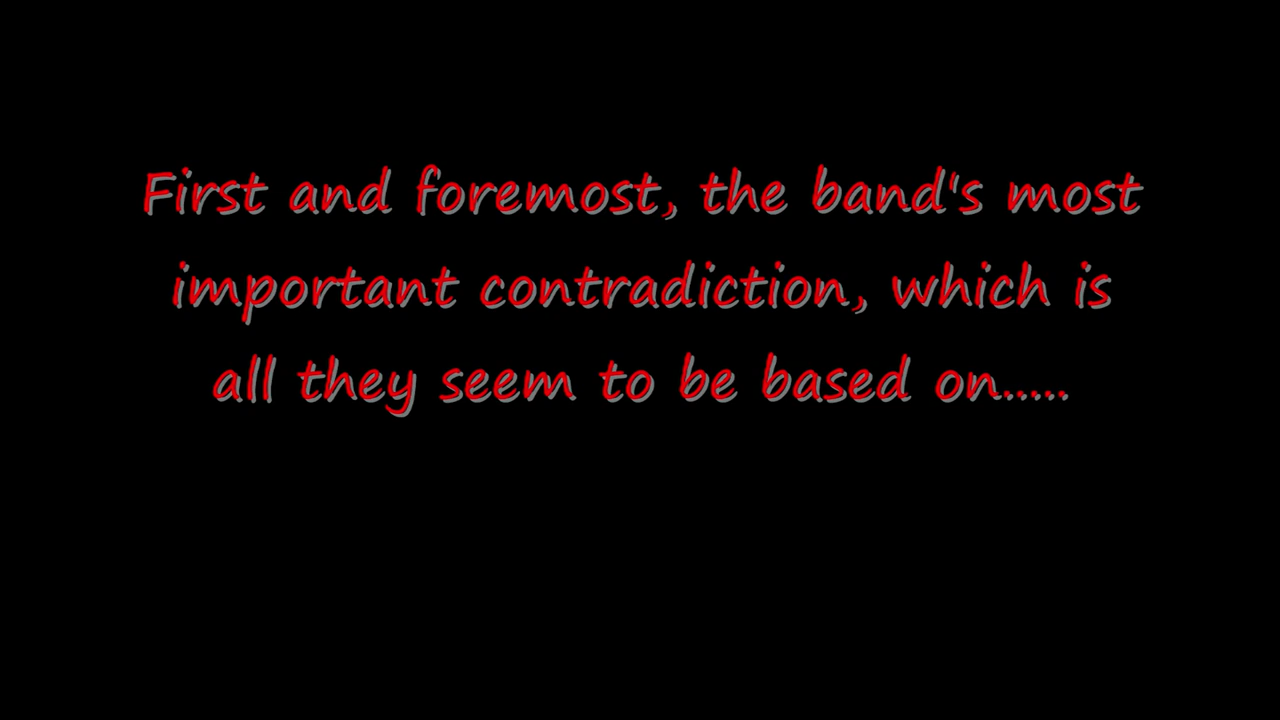 First and foremost, the band's most
important contradiction, which is
all they seem to be based on.....